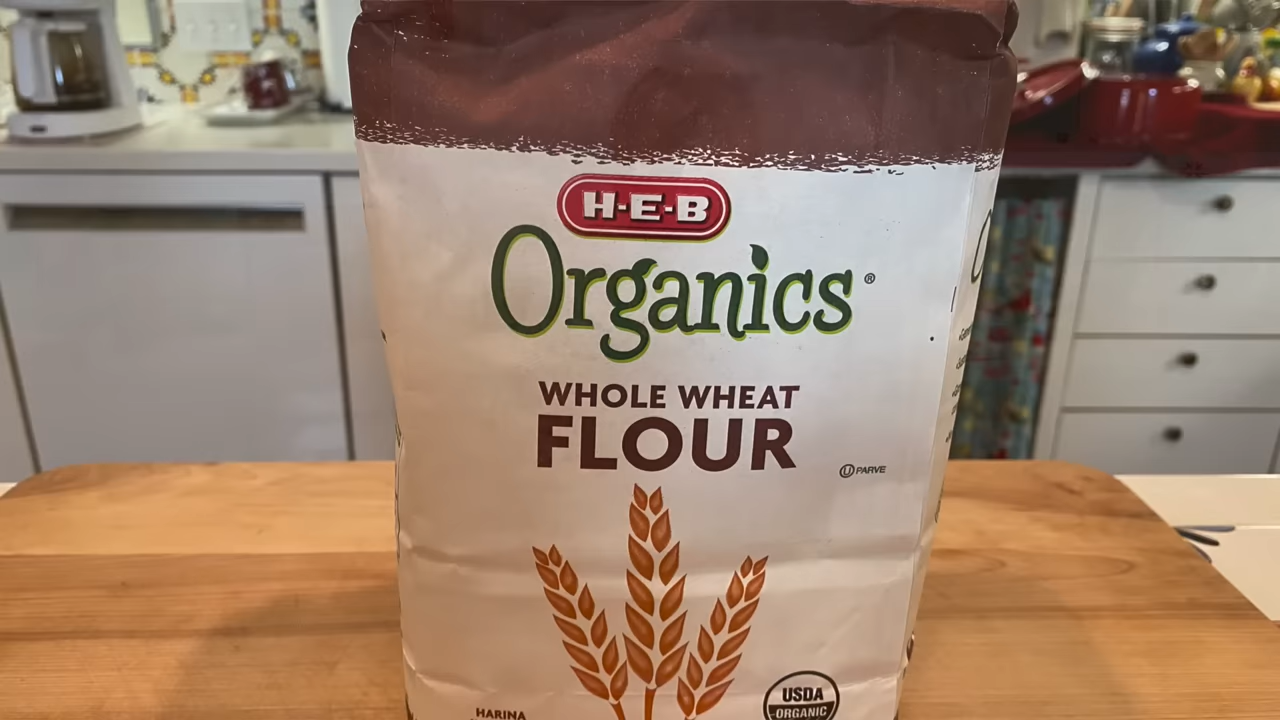 H-E-B
Organics®
WHOLE WHEAT
FLOUR
U PARVE
USDA
ORGANIC
HARINA